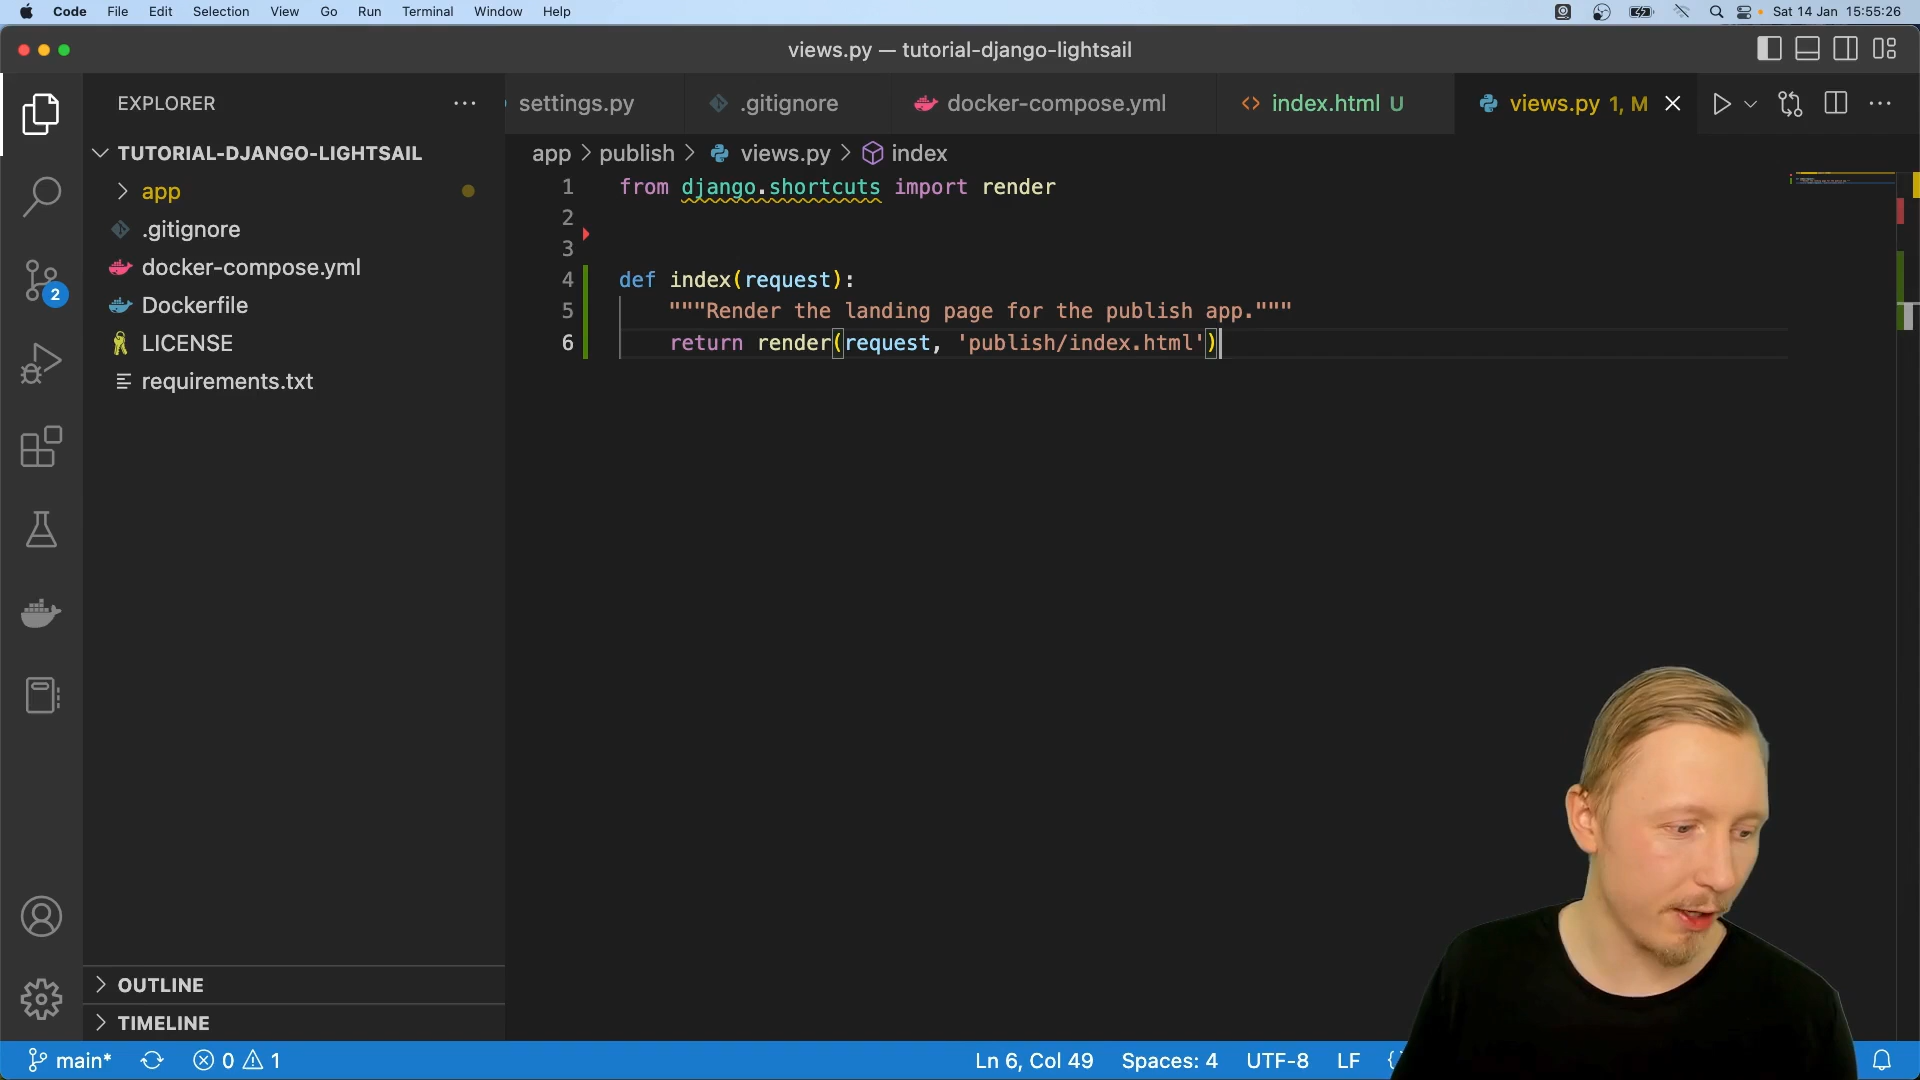 Code File Edit Selection View Go Run Terminal Window Help Sat 14 Jan 15:55:26
views.py — tutorial-django-lightsail
EXPLORER
settings.py .gitignore docker-compose.yml index.html U views.py 1, M
TUTORIAL-DJANGO-LIGHTSAIL
app > publish > views.py > index
app
.gitignore
docker-compose.yml
Dockerfile
LICENSE
requirements.txt
1 from django.shortcuts import render
2
3
4 def index(request):
5 """Render the landing page for the publish app."""
6 return render(request, 'publish/index.html')
2
OUTLINE
TIMELINE
main* 0 1 Ln 6, Col 49 Spaces: 4 UTF-8 LF {